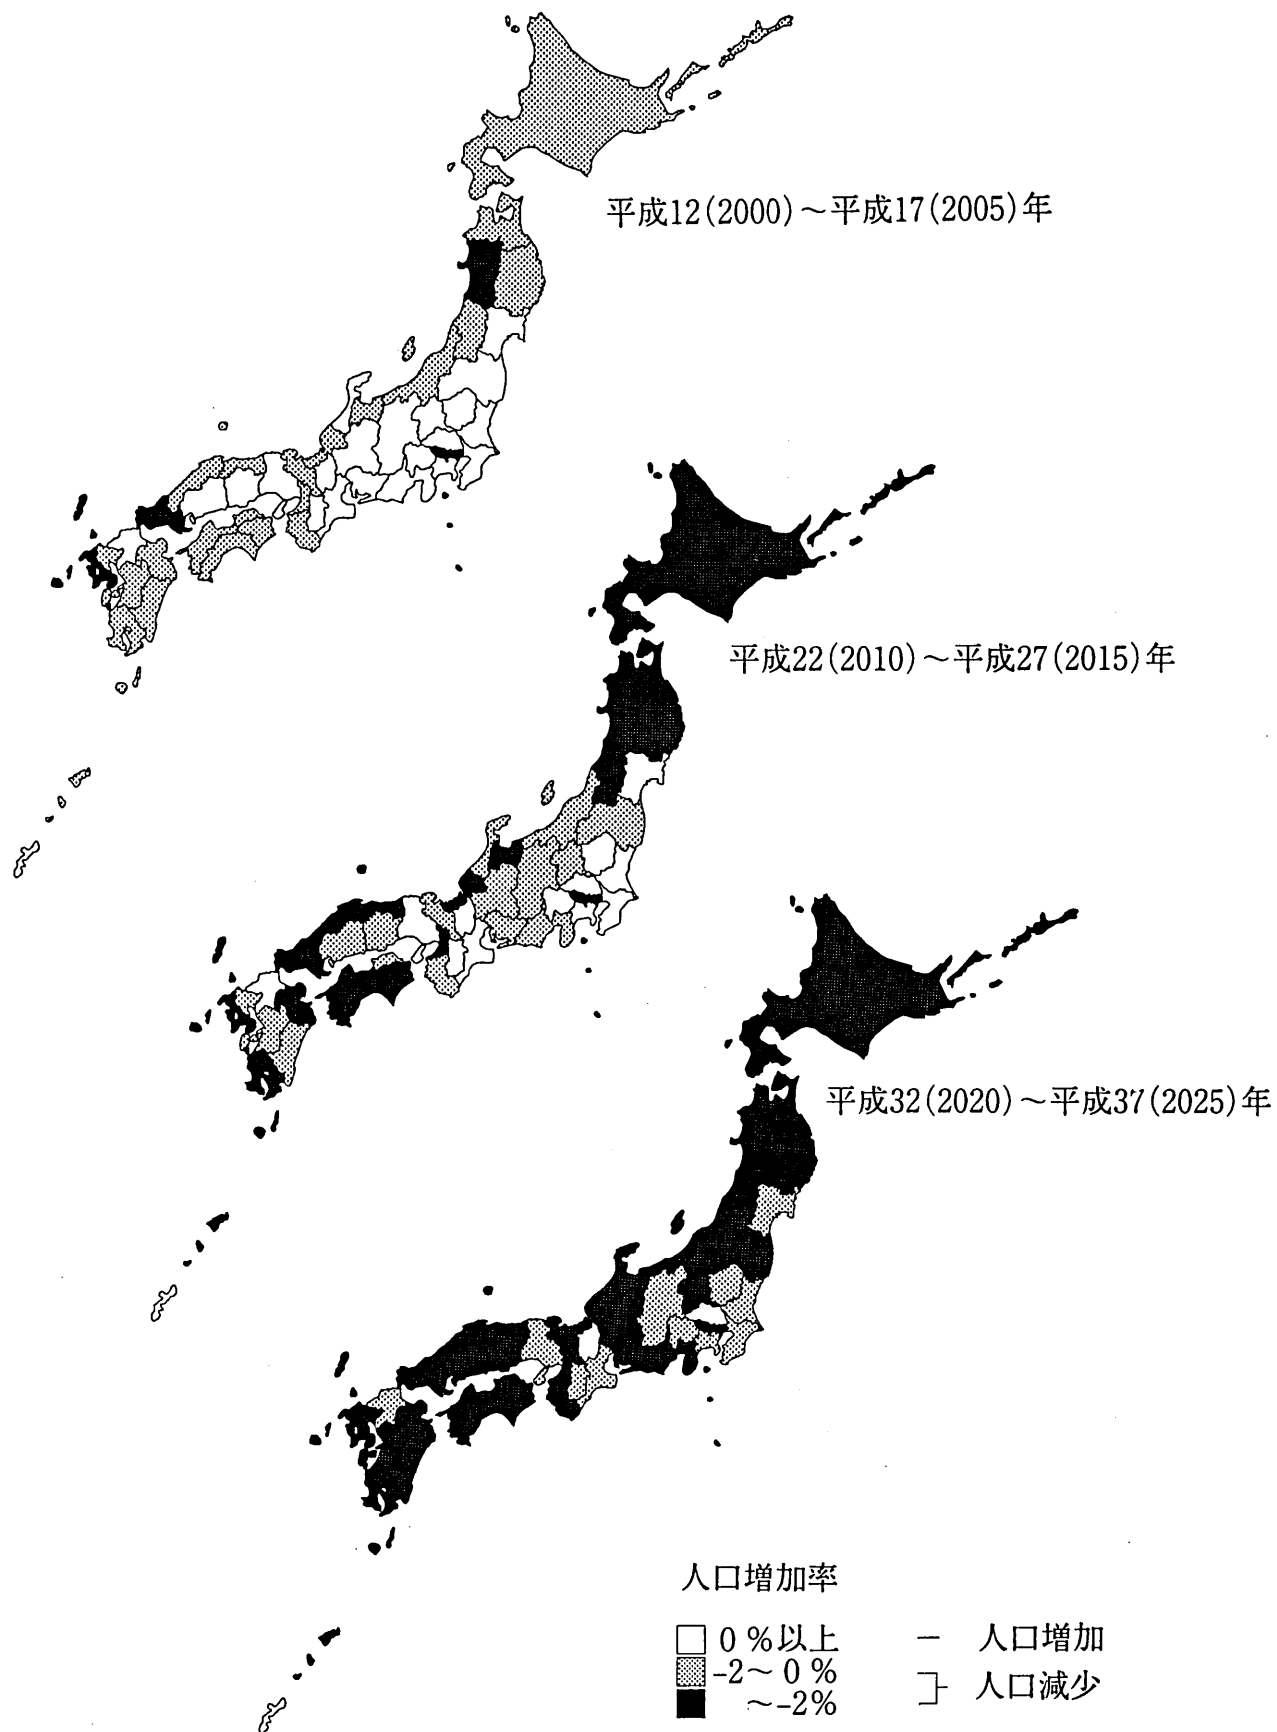 平成12(2000)～平成17(2005)年
平成22(2010)～平成27(2015)年
平成32(2020)～平成37(2025)年
人口増加率
0%以上
-2～0%
～-2%
― 人口増加
人口減少